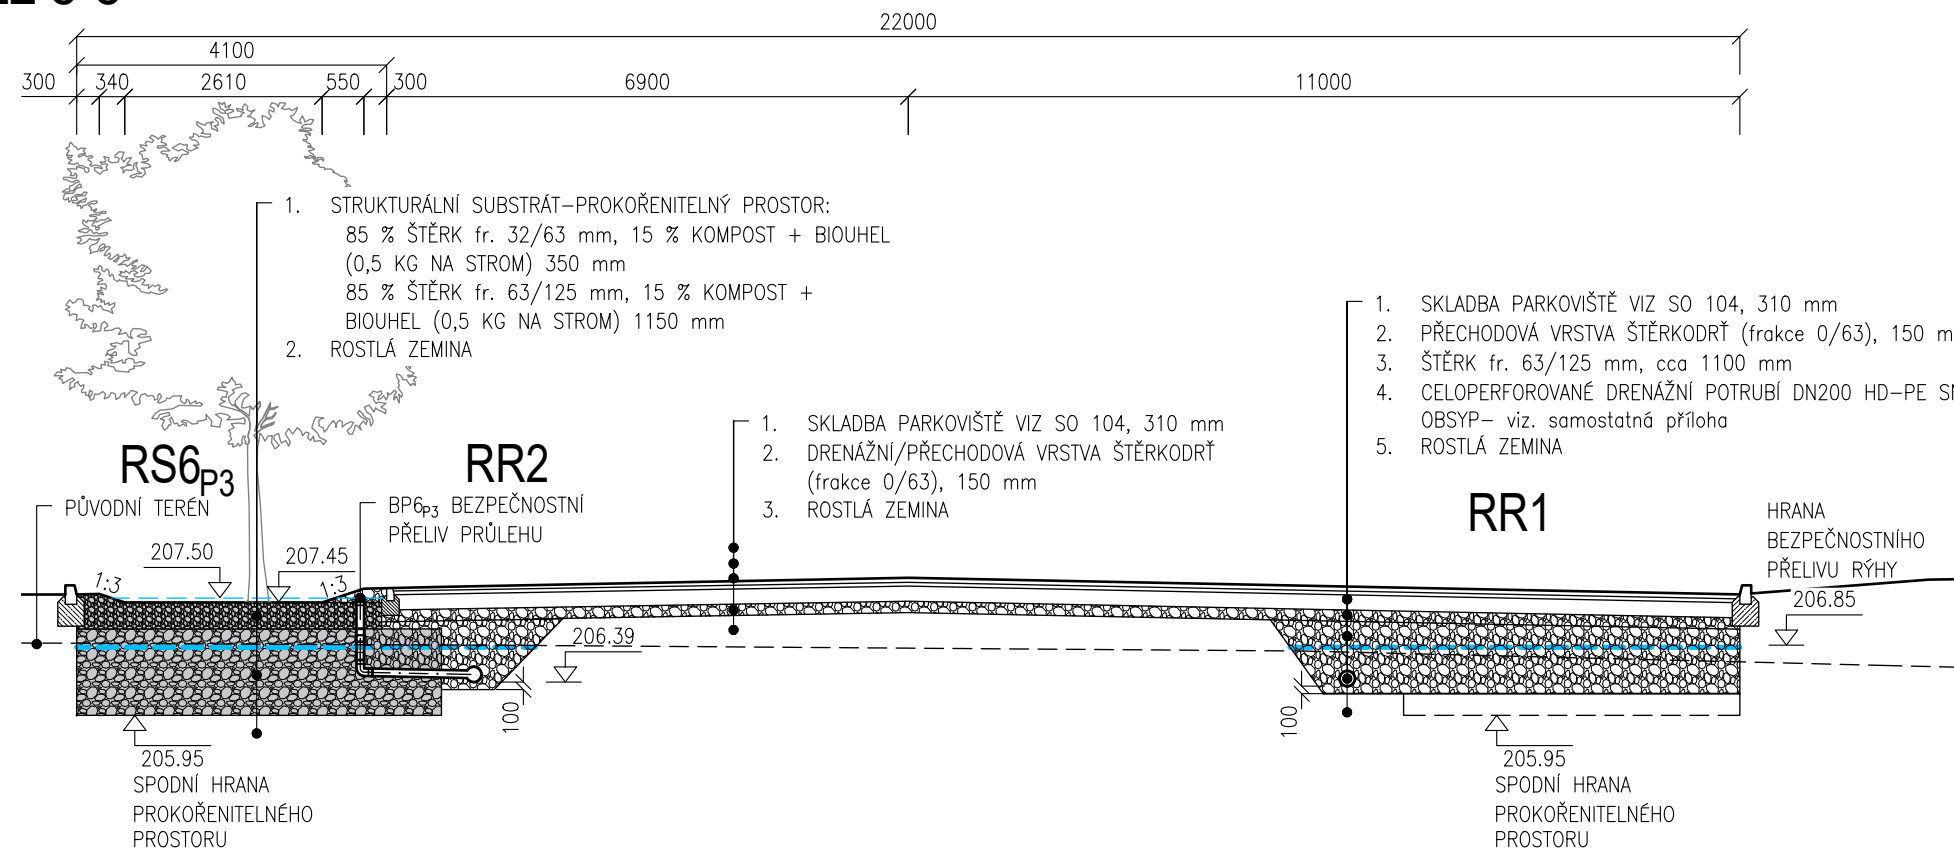 22000
4100
300 340 2610 550 300 6900 11000
1. STRUKTURÁLNÍ SUBSTRÁT-PROKOŘENITELNÝ PROSTOR:
85 % ŠTĚRK fr. 32/63 mm, 15 % KOMPOST + BIOUHEL
(0,5 KG NA STROM) 350 mm
85 % ŠTĚRK fr. 63/125 mm, 15 % KOMPOST +
BIOUHEL (0,5 KG NA STROM) 1150 mm
2. ROSTLÁ ZEMINA
1. SKLADBA PARKOVIŠTĚ VIZ SO 104, 310 mm
2. PŘECHODOVÁ VRSTVA ŠTĚRKODRŤ (frakce 0/63), 150 m
3. ŠTĚRK fr. 63/125 mm, cca 1100 mm
4. CELOPERFOROVANÉ DRENÁŽNÍ POTRUBÍ DN200 HD-PE SN
OBSYP- viz. samostatná příloha
5. ROSTLÁ ZEMINA
1. SKLADBA PARKOVIŠTĚ VIZ SO 104, 310 mm
2. DRENÁŽNÍ/PŘECHODOVÁ VRSTVA ŠTĚRKODRŤ
(frakce 0/63), 150 mm
3. ROSTLÁ ZEMINA
RS6P3
RR2
RR1
PŮVODNÍ TERÉN
BP6P3 BEZPEČNOSTNÍ
PŘELIV PRŮLEHU
HRANA
BEZPEČNOSTNÍHO
PŘELIVU RÝHY
207.50
207.45
1:3
1:3
206.85
206.39
100
100
205.95
SPODNÍ HRANA
PROKOŘENITELNÉHO
PROSTORU
205.95
SPODNÍ HRANA
PROKOŘENITELNÉHO
PROSTORU